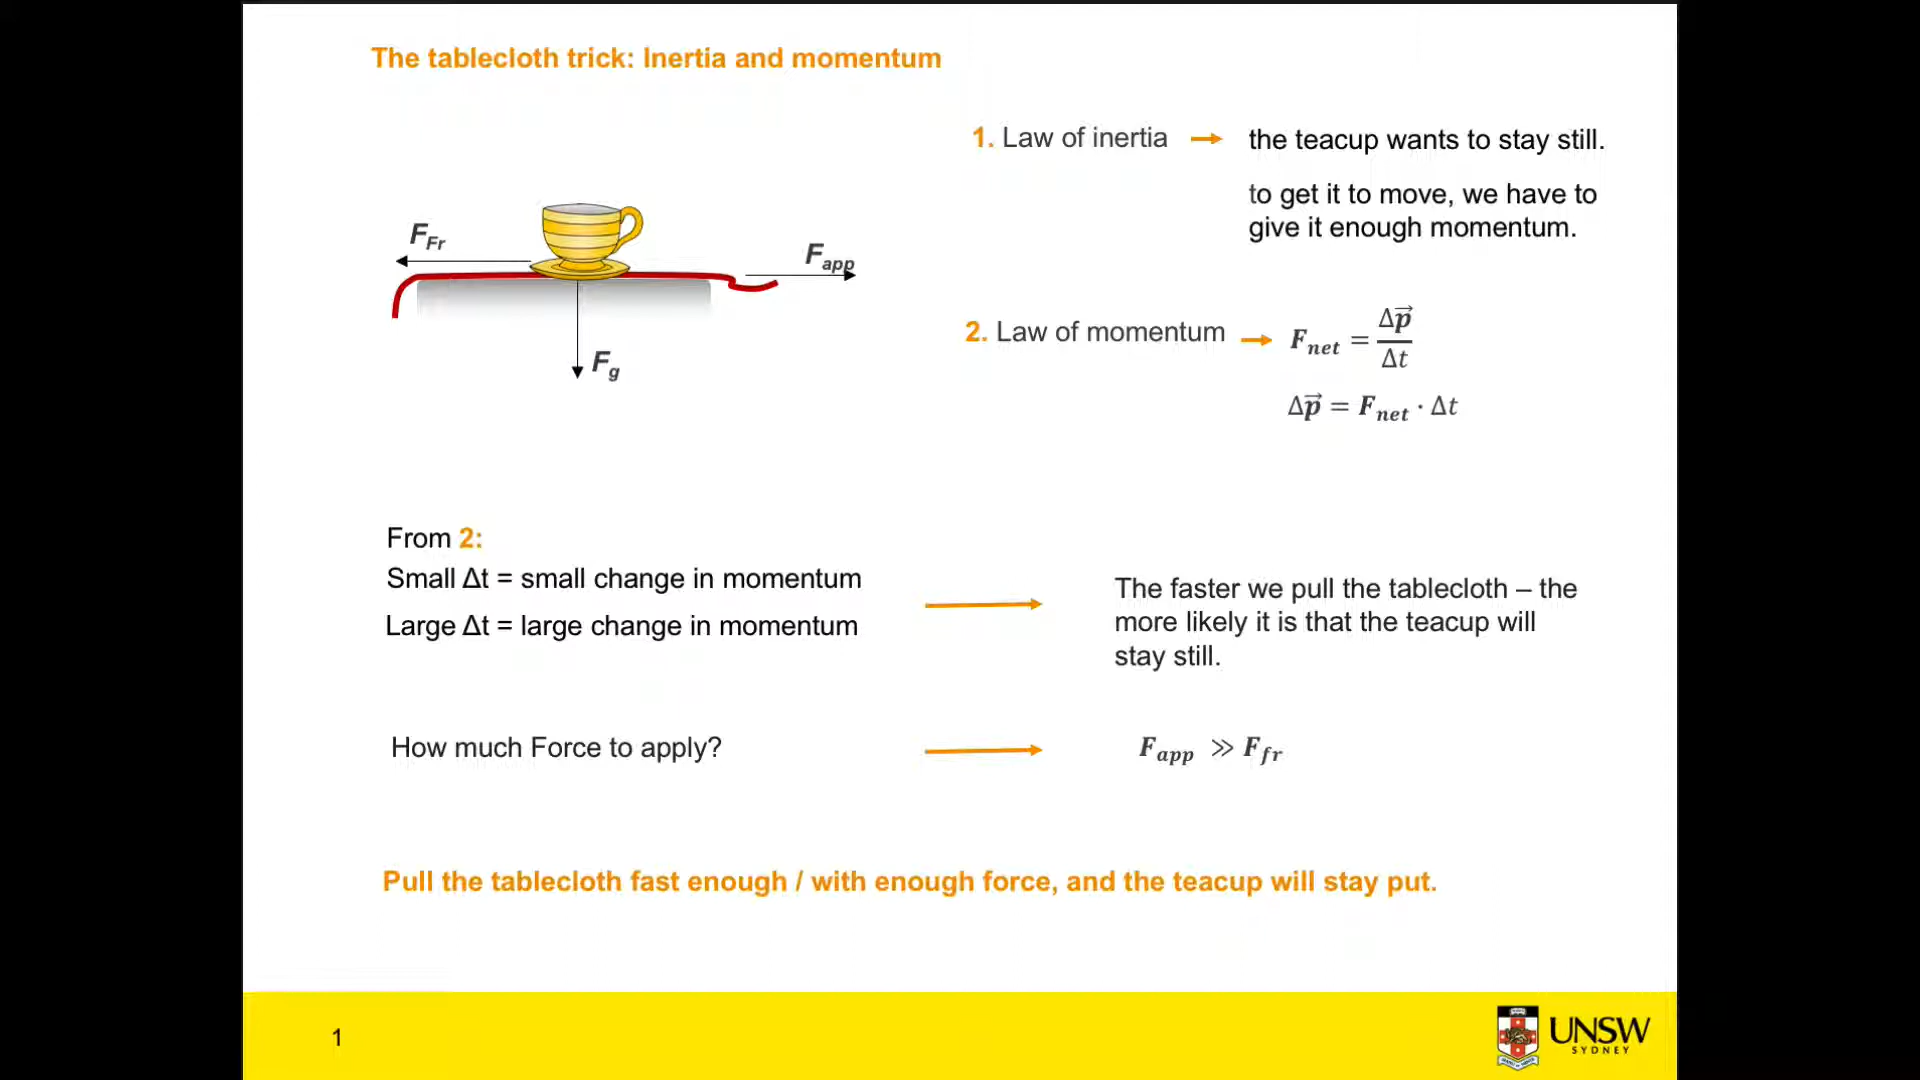 The tablecloth trick: Inertia and momentum
1. Law of inertia → the teacup wants to stay still.
to get it to move, we have to
give it enough momentum.
F_Fr
F_app
F_g
2. Law of momentum → F_net = Δp⃗/Δt
Δp⃗ = F_net · Δt
From 2:
Small Δt = small change in momentum
Large Δt = large change in momentum
The faster we pull the tablecloth – the
more likely it is that the teacup will
stay still.
How much Force to apply?
F_app ≫ F_fr
Pull the tablecloth fast enough / with enough force, and the teacup will stay put.
1
UNSW
SYDNEY